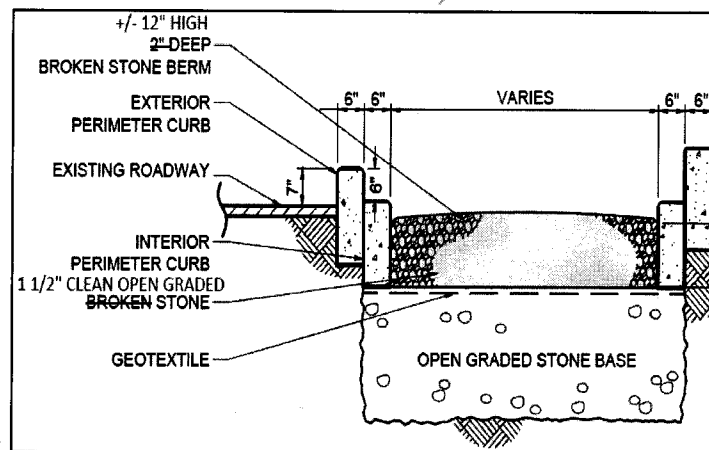 +/- 12" HIGH
2" DEEP
BROKEN STONE BERM
6" 6" VARIES 6" 6"
EXTERIOR
PERIMETER CURB
EXISTING ROADWAY
7" 6"
INTERIOR
PERIMETER CURB
1 1/2" CLEAN OPEN GRADED
BROKEN STONE
GEOTEXTILE
OPEN GRADED STONE BASE